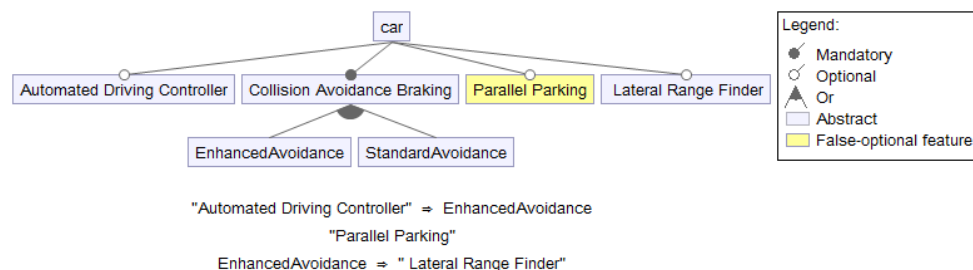 car
Legend:
Mandatory
Optional
Or
Abstract
False-optional feature
Automated Driving Controller
Collision Avoidance Braking
Parallel Parking
Lateral Range Finder
EnhancedAvoidance
StandardAvoidance
"Automated Driving Controller" ⇒ EnhancedAvoidance
"Parallel Parking"
EnhancedAvoidance ⇒ " Lateral Range Finder"